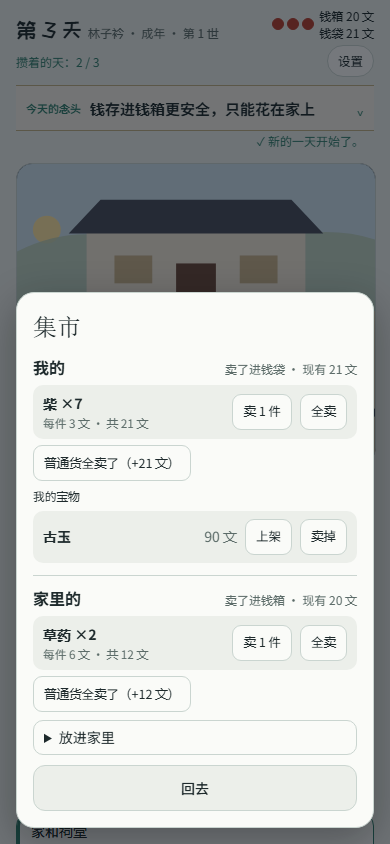 第 3 天 林子衿 · 成年 · 第 1 世
钱箱 20 文
钱袋 21 文
攒着的天：2 / 3
设置
今天的念头 钱存进钱箱更安全，只能花在家上 v
✓ 新的一天开始了。
集市
我的 卖了进钱袋 · 现有 21 文
柴 ×7
每件 3 文 · 共 21 文
卖 1 件 全卖
普通货全卖了（+21 文）
我的宝物
古玉 90 文 上架 卖掉
家里的 卖了进钱箱 · 现有 20 文
草药 ×2
每件 6 文 · 共 12 文
卖 1 件 全卖
普通货全卖了（+12 文）
▶ 放进家里
回去
家和祠堂